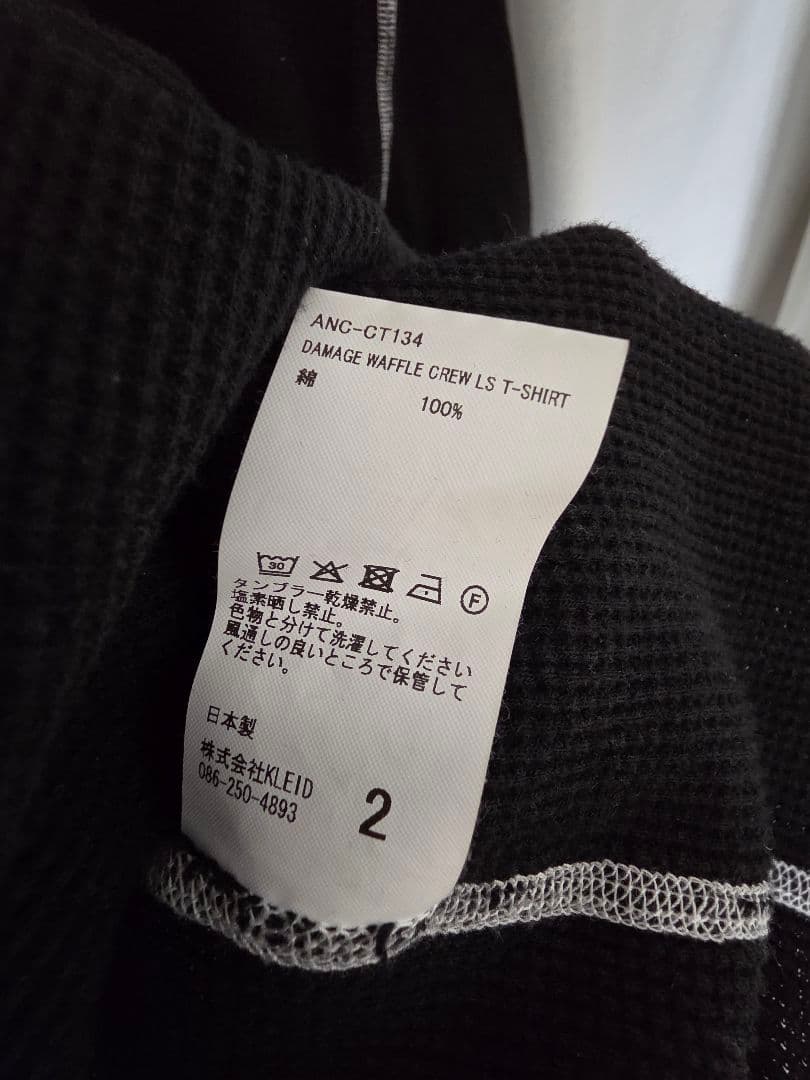 ANC-CT134
DAMAGE WAFFLE CREW LS T-SHIRT
綿 100%
30
F
タンブラー乾燥禁止。
塩素晒し禁止。
色物と分けて洗濯してください
風通しの良いところで保管して
ください。
日本製
株式会社KLEID
086-250-4893
2